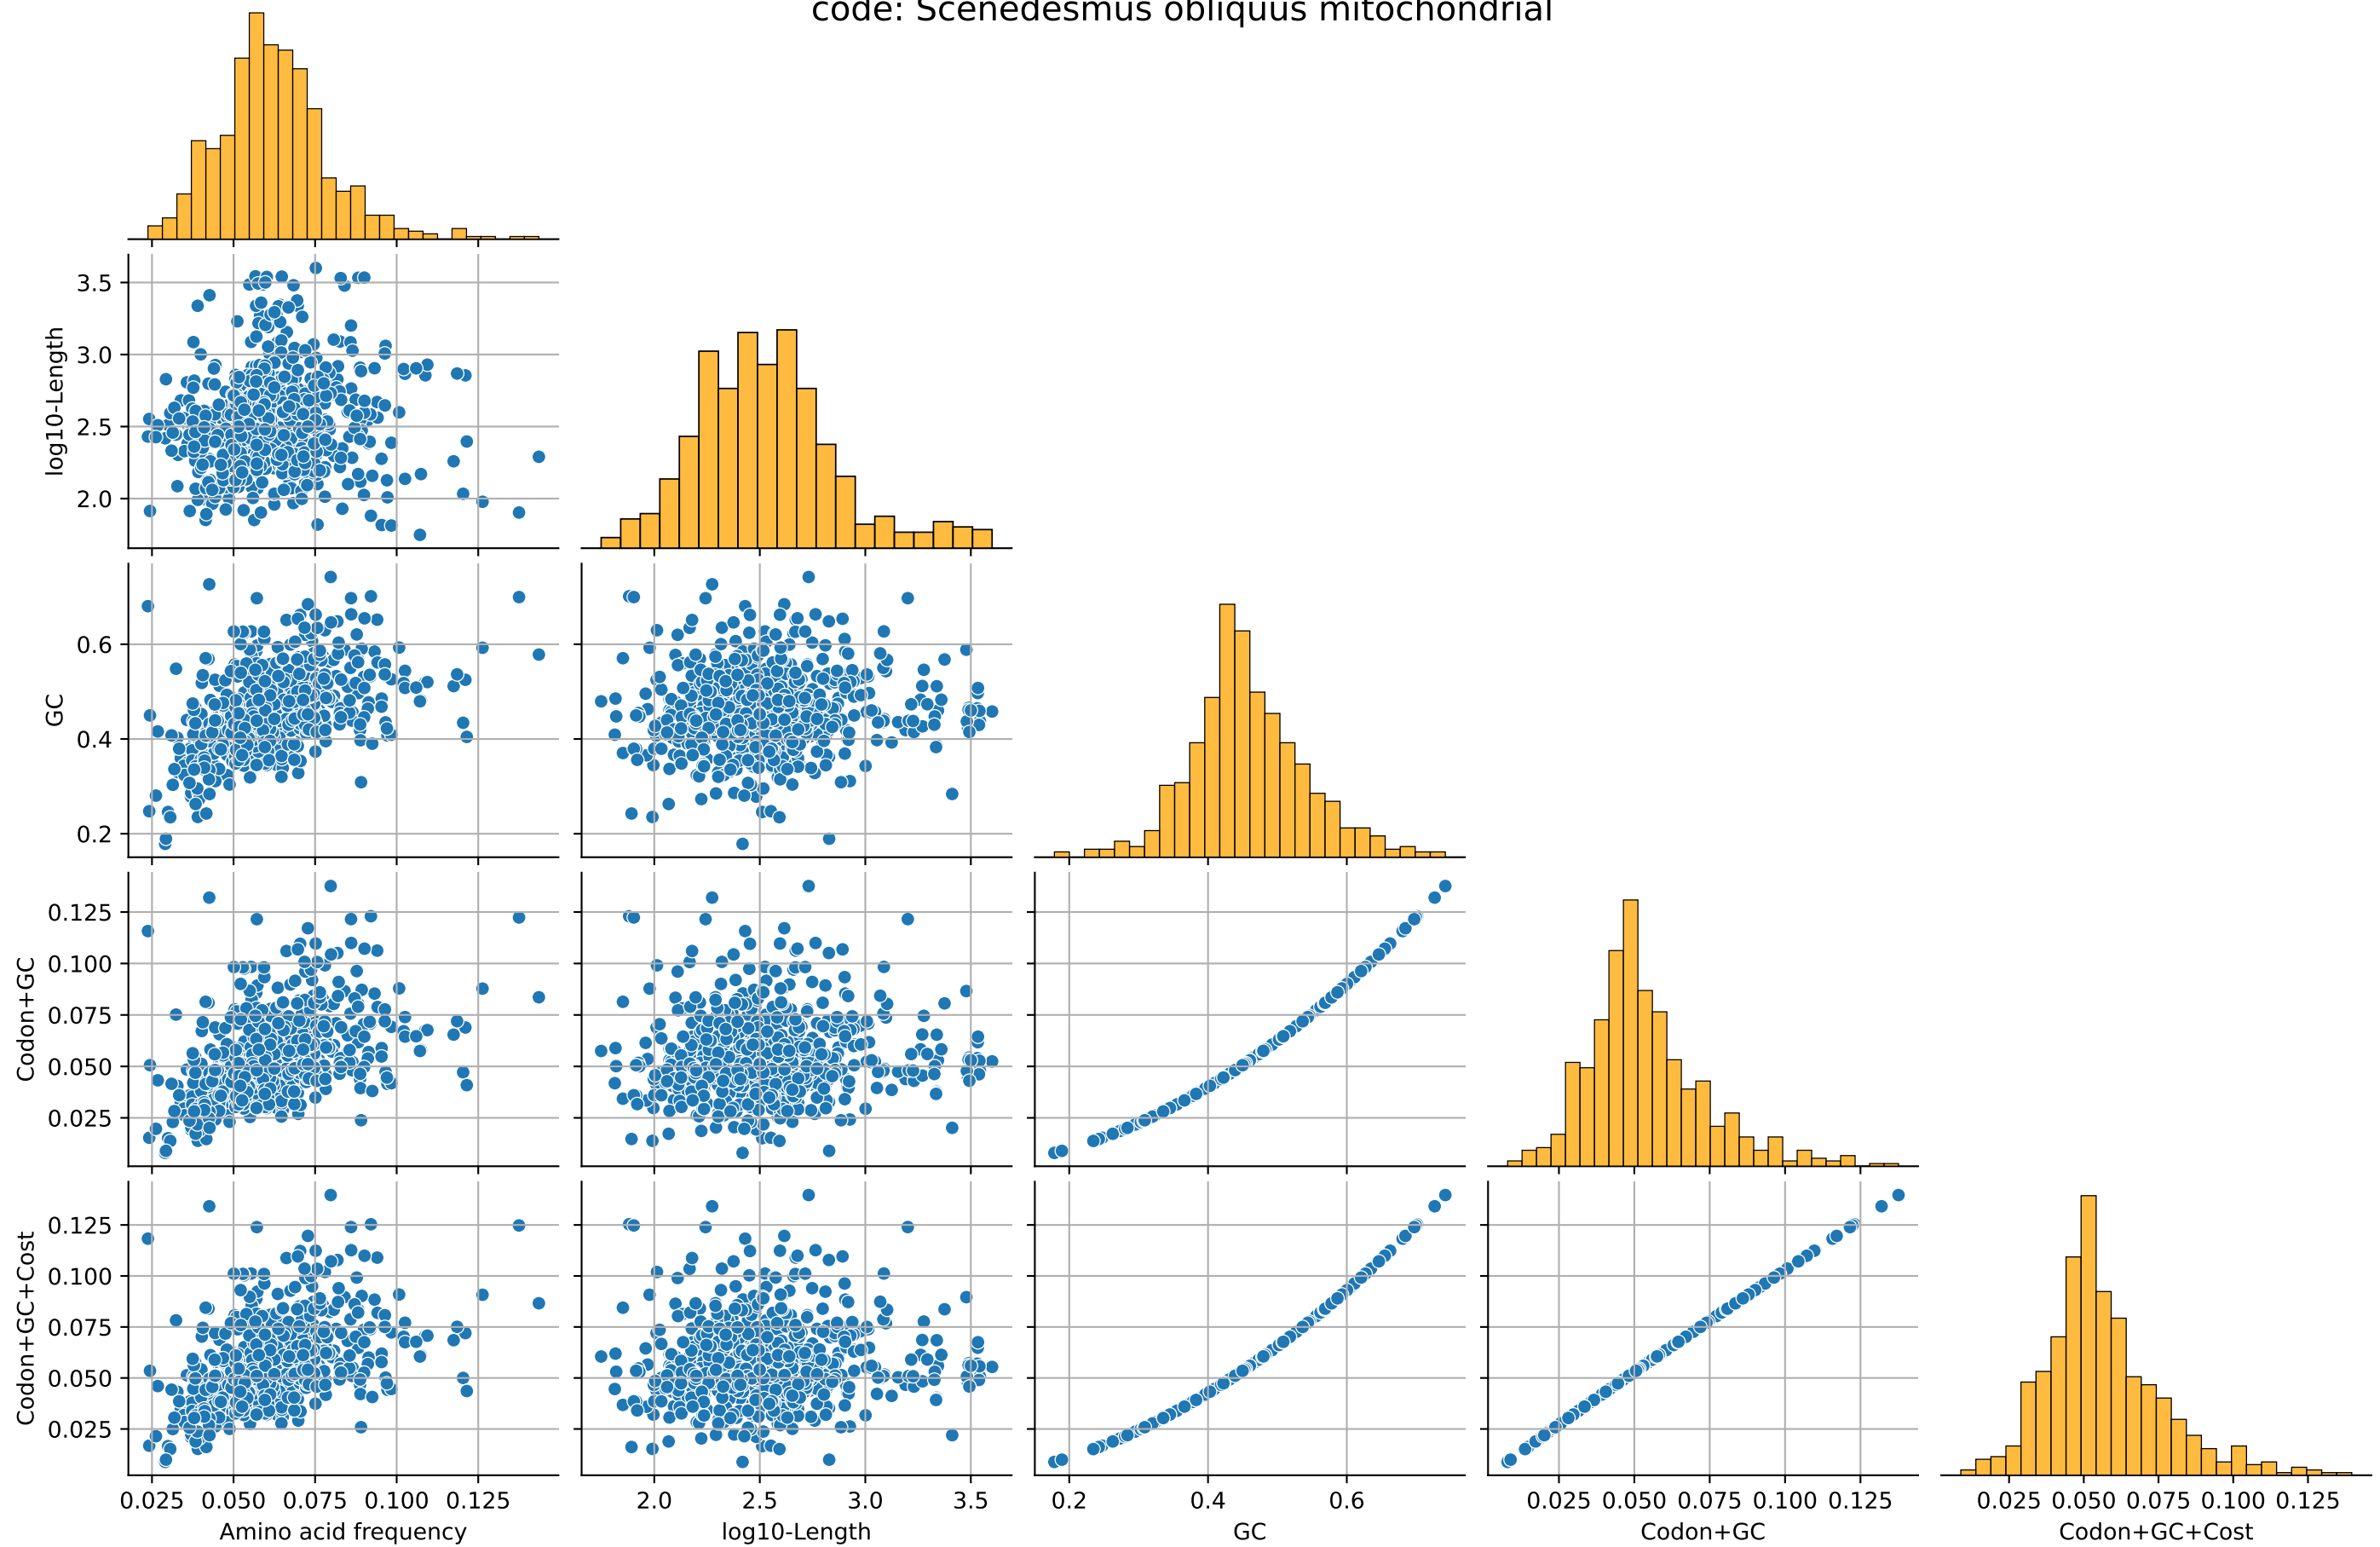 code: Scenedesmus obliquus mitochondrial
3.5
3.0
2.5
2.0
log10-Length
0.6
0.4
0.2
GC
0.125
0.100
0.075
0.050
0.025
Codon+GC
0.125
0.100
0.075
0.050
0.025
Codon+GC+Cost
0.025 0.050 0.075 0.100 0.125
2.0 2.5 3.0 3.5
0.2 0.4 0.6
0.025 0.050 0.075 0.100 0.125
0.025 0.050 0.075 0.100 0.125
Amino acid frequency
log10-Length
GC
Codon+GC
Codon+GC+Cost